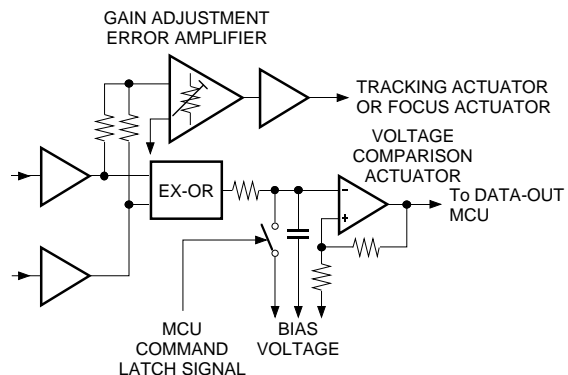 GAIN ADJUSTMENT
ERROR AMPLIFIER
TRACKING ACTUATOR
OR FOCUS ACTUATOR
VOLTAGE
COMPARISON
ACTUATOR
EX-OR
-
+
To DATA-OUT
MCU
MCU
COMMAND
LATCH SIGNAL
BIAS
VOLTAGE